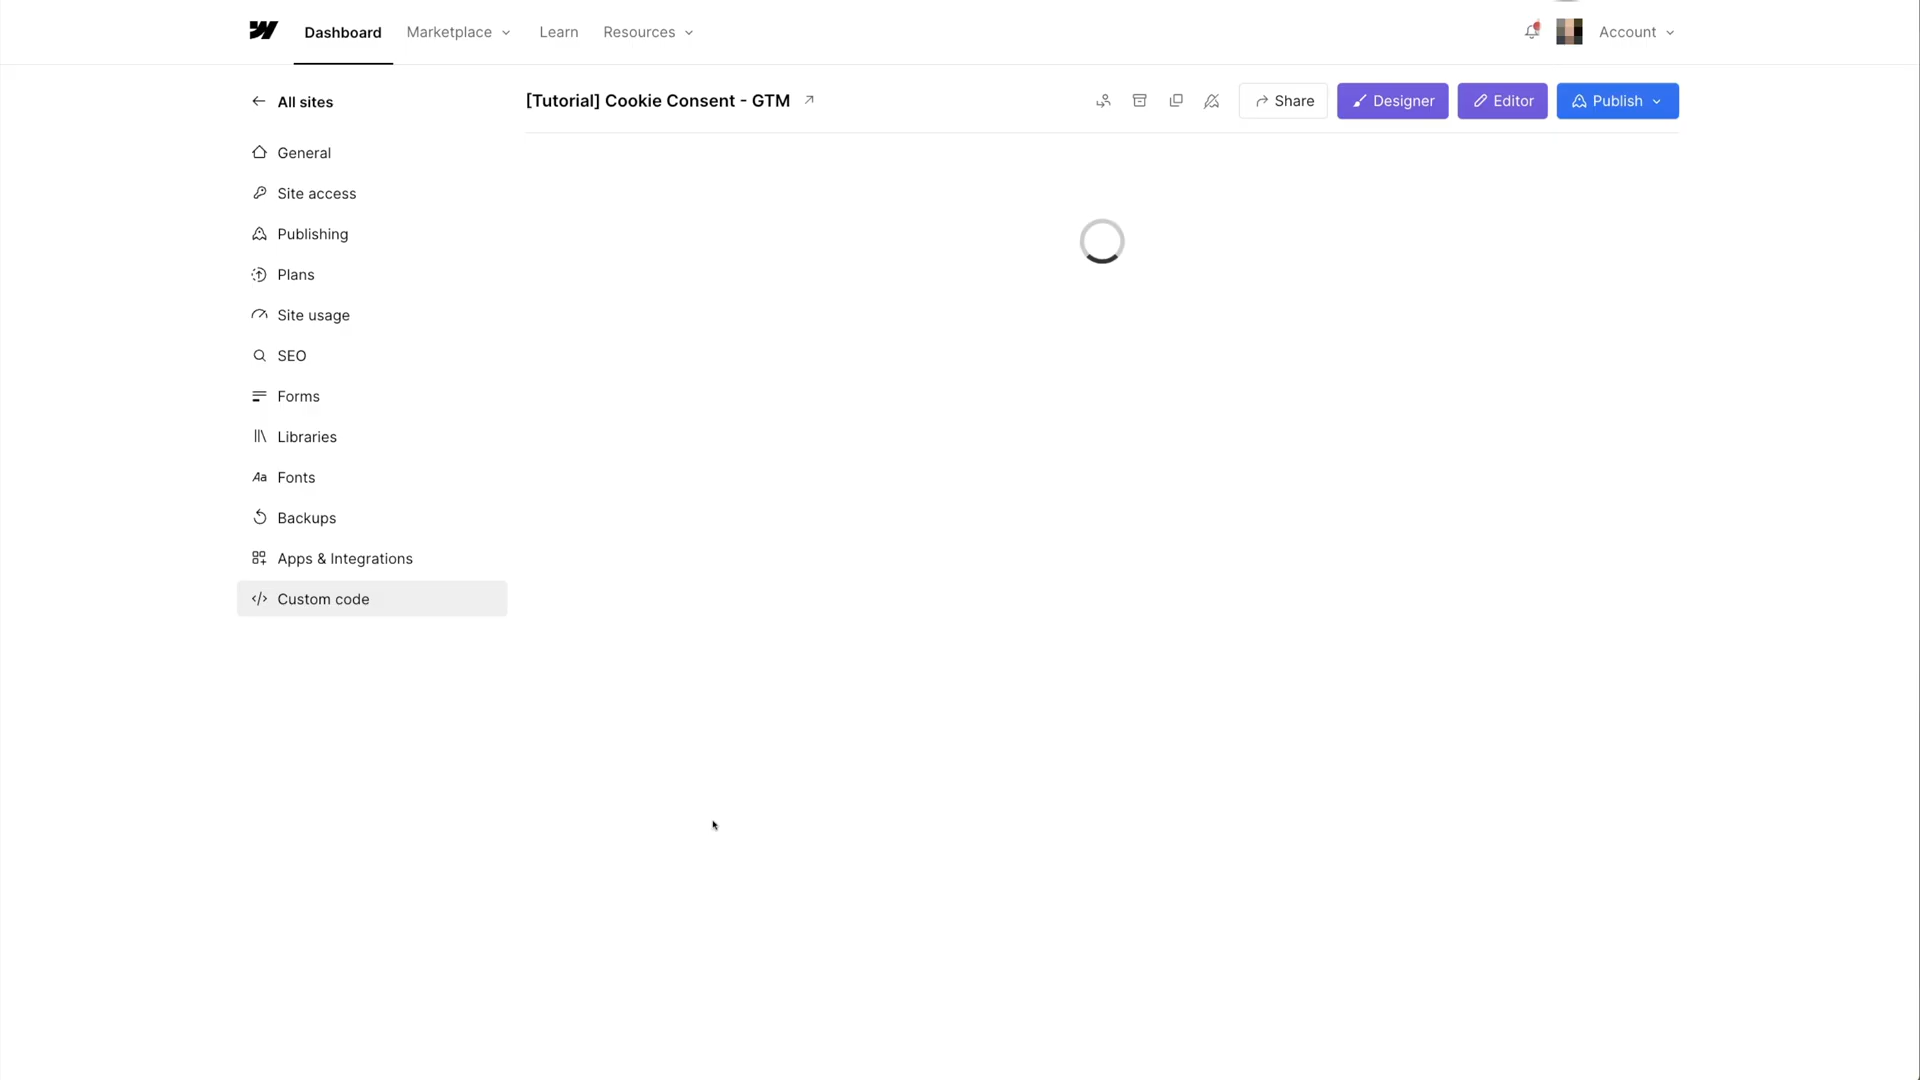 Dashboard Marketplace Learn Resources Account
All sites
[Tutorial] Cookie Consent - GTM Share Designer Editor Publish
General
Site access
Publishing
Plans
Site usage
SEO
Forms
Libraries
Aa Fonts
Backups
Apps & Integrations
</> Custom code